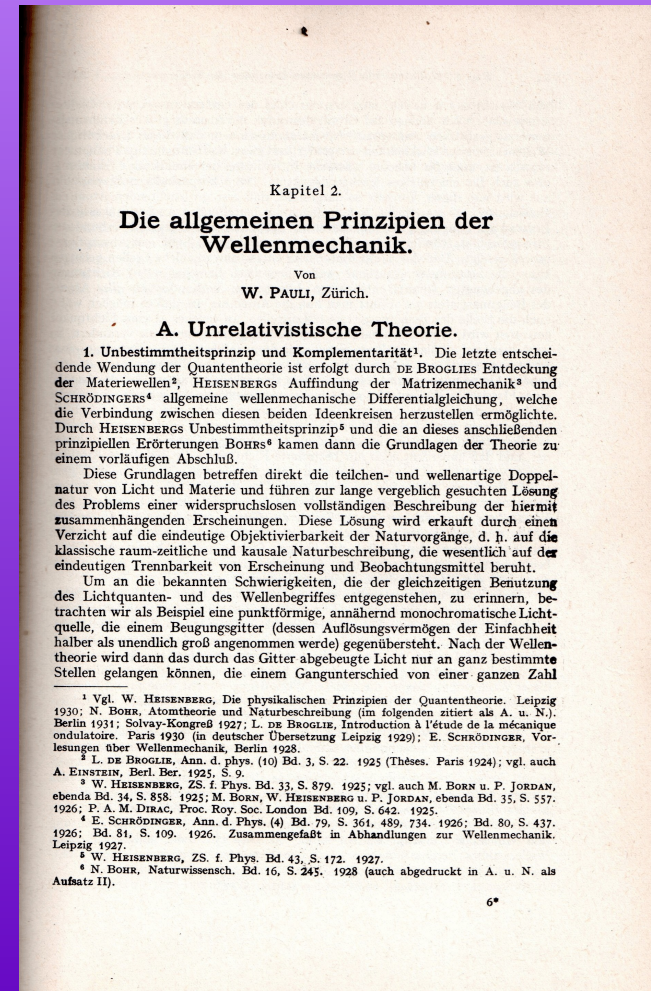 Kapitel 2.
Die allgemeinen Prinzipien der
Wellenmechanik.
Von
W. PAULI, Zürich.
A. Unrelativistische Theorie.
1. Unbestimmtheitsprinzip und Komplementarität¹. Die letzte entschei-
dende Wendung der Quantentheorie ist erfolgt durch DE BROGLIES Entdeckung
der Materiewellen², HEISENBERGS Auffindung der Matrizenmechanik³ und
SCHRÖDINGERS⁴ allgemeine wellenmechanische Differentialgleichung, welche
die Verbindung zwischen diesen beiden Ideenkreisen herzustellen ermöglichte.
Durch HEISENBERGS Unbestimmtheitsprinzip⁵ und die an dieses anschließenden
prinzipiellen Erörterungen BOHRS⁶ kamen dann die Grundlagen der Theorie zu
einem vorläufigen Abschluß.
Diese Grundlagen betreffen direkt die teilchen- und wellenartige Doppel-
natur von Licht und Materie und führen zur lange vergeblich gesuchten Lösung
des Problems einer widerspruchslosen vollständigen Beschreibung der hiermit
zusammenhängenden Erscheinungen. Diese Lösung wird erkauft durch einen
Verzicht auf die eindeutige Objektivierbarkeit der Naturvorgänge, d. h. auf die
klassische raum-zeitliche und kausale Naturbeschreibung, die wesentlich auf der
eindeutigen Trennbarkeit von Erscheinung und Beobachtungsmittel beruht.
Um an die bekannten Schwierigkeiten, die der gleichzeitigen Benutzung
des Lichtquanten- und des Wellenbegriffes entgegenstehen, zu erinnern, be-
trachten wir als Beispiel eine punktförmige, annähernd monochromatische Licht-
quelle, die einem Beugungsgitter (dessen Auflösungsvermögen der Einfachheit
halber als unendlich groß angenommen werde) gegenübersteht. Nach der Wellen-
theorie wird dann das durch das Gitter abgebeugte Licht nur an ganz bestimmte
Stellen gelangen können, die einem Gangunterschied von einer ganzen Zahl
¹ Vgl. W. HEISENBERG, Die physikalischen Prinzipien der Quantentheorie. Leipzig
1930; N. BOHR, Atomtheorie und Naturbeschreibung (im folgenden zitiert als A. u. N.).
Berlin 1931; Solvay-Kongreß 1927; L. DE BROGLIE, Introduction à l'étude de la mécanique
ondulatoire. Paris 1930 (in deutscher Übersetzung Leipzig 1929); E. SCHRÖDINGER, Vor-
lesungen über Wellenmechanik, Berlin 1928.
² L. DE BROGLIE, Ann. d. phys. (10) Bd. 3, S. 22. 1925 (Thèses. Paris 1924); vgl. auch
A. EINSTEIN, Berl. Ber. 1925, S. 9.
³ W. HEISENBERG, ZS. f. Phys. Bd. 33, S. 879. 1925; vgl. auch M. BORN u. P. JORDAN,
ebenda Bd. 34, S. 858. 1925; M. BORN, W. HEISENBERG u. P. JORDAN, ebenda Bd. 35, S. 557.
1926; P. A. M. DIRAC, Proc. Roy. Soc. London Bd. 109, S. 642. 1925.
⁴ E. SCHRÖDINGER, Ann. d. Phys. (4) Bd. 79, S. 361, 489, 734. 1926; Bd. 80, S. 437.
1926; Bd. 81, S. 109. 1926. Zusammengefaßt in Abhandlungen zur Wellenmechanik.
Leipzig 1927.
⁵ W. HEISENBERG, ZS. f. Phys. Bd. 43, S. 172. 1927.
⁶ N. BOHR, Naturwissensch. Bd. 16, S. 245. 1928 (auch abgedruckt in A. u. N. als
Aufsatz II).
6*